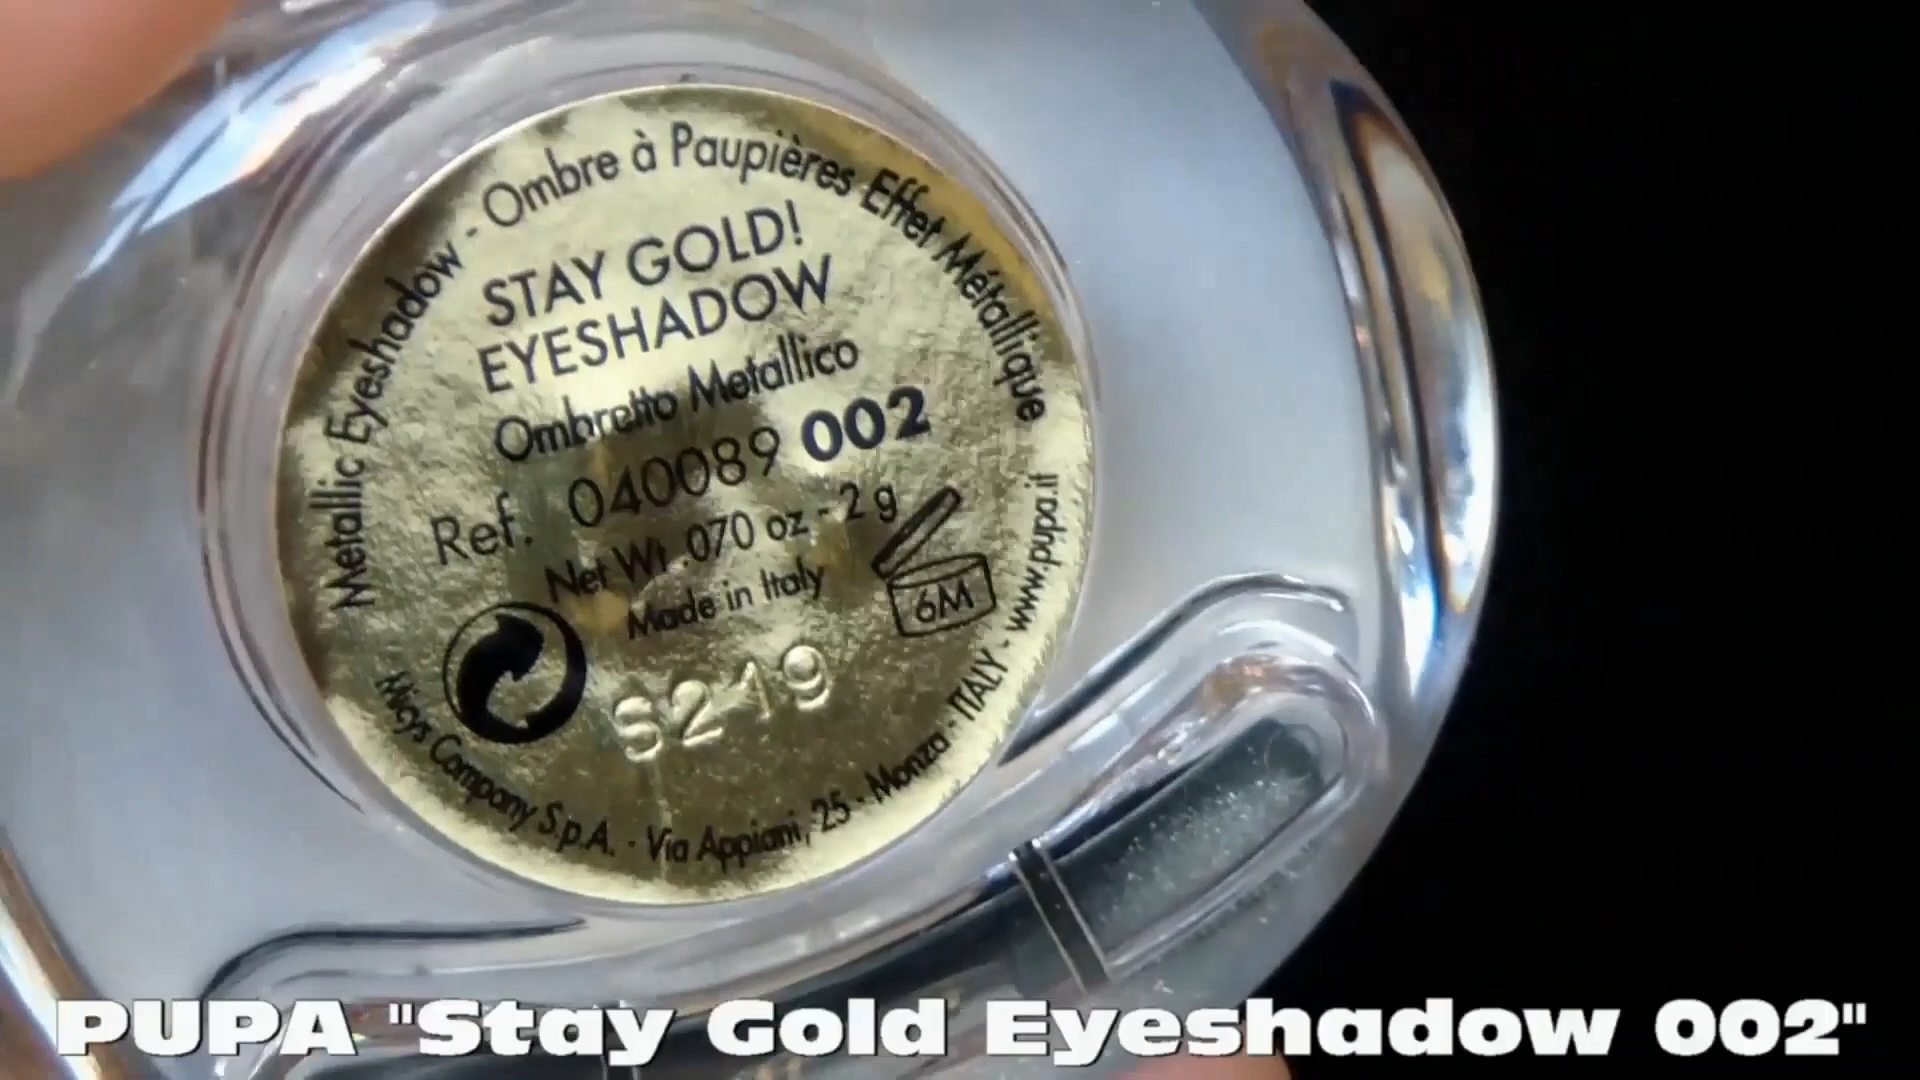 Metallic Eyeshadow - Ombre à Paupières Effet Métallique
STAY GOLD!
EYESHADOW
Ombretto Metallico
Ref. 040089 002
Net Wt .070 oz - 2 g
Made in Italy
6M
S219
Micys Company S.p.A. - Via Appiani, 25 - Monza - ITALY - www.pupa.it
PUPA "Stay Gold Eyeshadow 002"